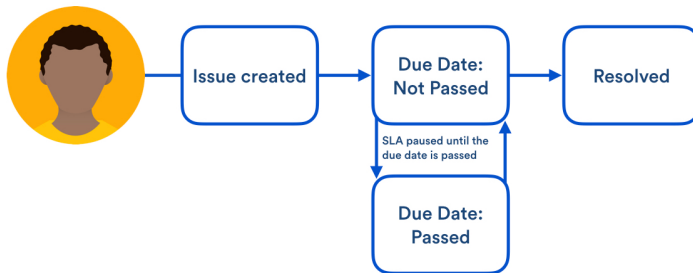 Issue created
Due Date:
Not Passed
Resolved
SLA paused until the
due date is passed
Due Date:
Passed